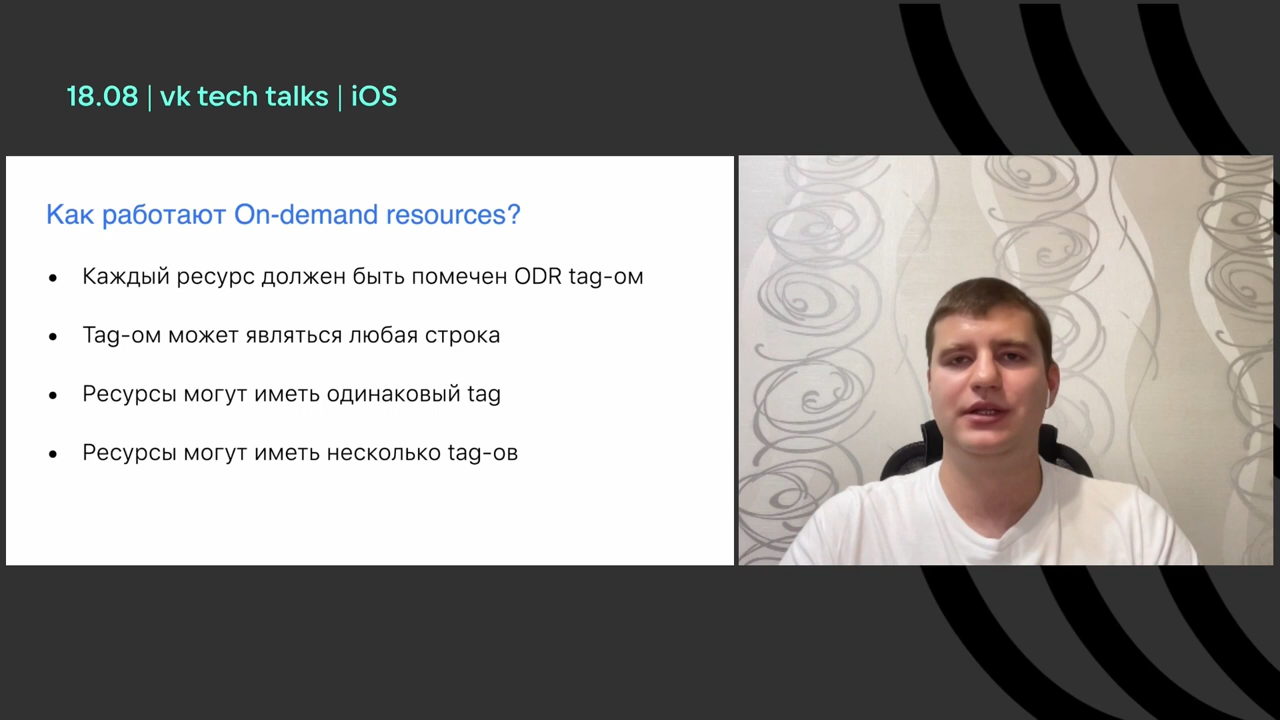 18.08 | vk tech talks | iOS
Как работают On-demand resources?
• Каждый ресурс должен быть помечен ODR tag-ом
• Tag-ом может являться любая строка
• Ресурсы могут иметь одинаковый tag
• Ресурсы могут иметь несколько tag-ов